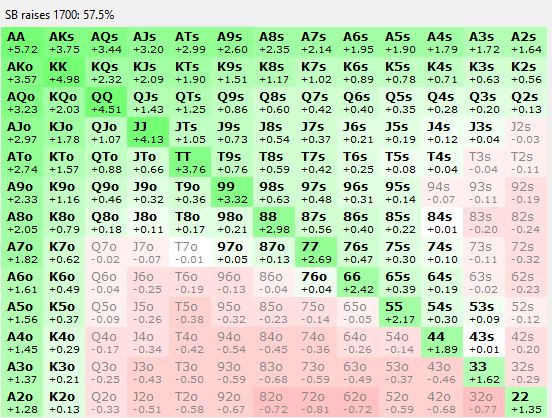 SB raises 1700: 57.5%
AA AKs AQs AJs ATs A9s A8s A7s A6s A5s A4s A3s A2s
+5.72 +3.75 +3.44 +3.20 +2.99 +2.60 +2.35 +2.14 +1.95 +1.90 +1.79 +1.72 +1.64
AKo KK KQs KJs KTs K9s K8s K7s K6s K5s K4s K3s K2s
+3.57 +4.98 +2.32 +2.09 +1.90 +1.51 +1.17 +1.02 +0.89 +0.78 +0.71 +0.63 +0.56
AQo KQo QQ QJs QTs Q9s Q8s Q7s Q6s Q5s Q4s Q3s Q2s
+3.23 +2.03 +4.51 +1.43 +1.25 +0.86 +0.60 +0.42 +0.40 +0.35 +0.28 +0.20 +0.13
AJo KJo QJo JJ JTs J9s J8s J7s J6s J5s J4s J3s J2s
+2.97 +1.78 +1.07 +4.13 +1.05 +0.73 +0.54 +0.37 +0.21 +0.19 +0.12 +0.04 -0.03
ATo KTo QTo JTo TT T9s T8s T7s T6s T5s T4s T3s T2s
+2.74 +1.57 +0.88 +0.66 +3.76 +0.76 +0.59 +0.42 +0.25 +0.08 +0.04 -0.04 -0.11
A9o K9o Q9o J9o T9o 99 98s 97s 96s 95s 94s 93s 92s
+2.33 +1.16 +0.46 +0.32 +0.36 +3.32 +0.63 +0.48 +0.31 +0.14 -0.07 -0.11 -0.19
A8o K8o Q8o J8o T8o 98o 88 87s 86s 85s 84s 83s 82s
+2.05 +0.79 +0.18 +0.11 +0.17 +0.21 +2.98 +0.56 +0.40 +0.22 +0.01 -0.20 -0.24
A7o K7o Q7o J7o T7o 97o 87o 77 76s 75s 74s 73s 72s
+1.82 +0.62 -0.02 -0.07 -0.01 +0.05 +0.13 +2.69 +0.47 +0.30 +0.10 -0.11 -0.32
A6o K6o Q6o J6o T6o 96o 86o 76o 66 65s 64s 63s 62s
+1.61 +0.49 -0.04 -0.25 -0.19 -0.13 -0.04 +0.04 +2.42 +0.39 +0.19 -0.02 -0.23
A5o K5o Q5o J5o T5o 95o 85o 75o 65o 55 54s 53s 52s
+1.56 +0.37 -0.09 -0.26 -0.38 -0.32 -0.23 -0.14 -0.05 +2.17 +0.30 +0.09 -0.12
A4o K4o Q4o J4o T4o 94o 84o 74o 64o 54o 44 43s 42s
+1.45 +0.29 -0.17 -0.34 -0.42 -0.54 -0.45 -0.36 -0.26 -0.14 +1.89 +0.01 -0.20
A3o K3o Q3o J3o T3o 93o 83o 73o 63o 53o 43o 33 32s
+1.37 +0.21 -0.25 -0.43 -0.50 -0.59 -0.68 -0.59 -0.49 -0.37 -0.46 +1.62 -0.29
A2o K2o Q2o J2o T2o 92o 82o 72o 62o 52o 42o 32o 22
+1.28 +0.13 -0.33 -0.51 -0.58 -0.67 -0.72 -0.81 -0.72 -0.59 -0.68 +1.35